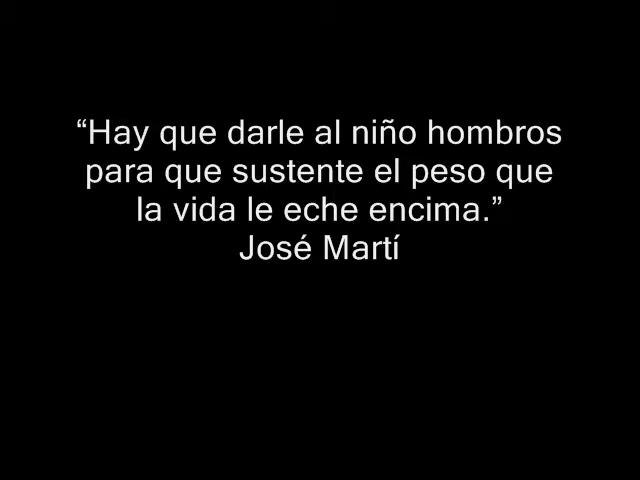 “Hay que darle al niño hombros
para que sustente el peso que
la vida le eche encima.”
José Martí